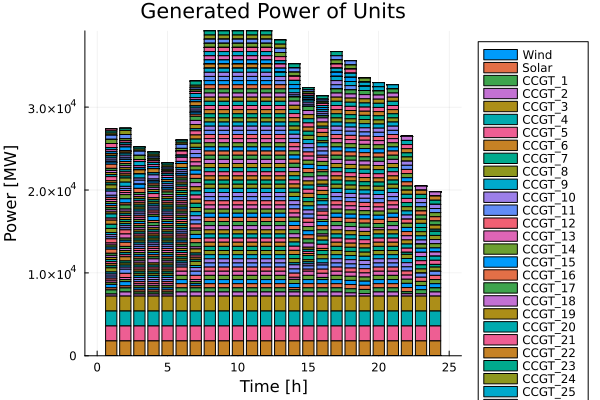 Generated Power of Units
Power [MW]
3.0×10⁴
2.0×10⁴
1.0×10⁴
0
0
5
10
15
20
25
Time [h]
Wind
Solar
CCGT_1
CCGT_2
CCGT_3
CCGT_4
CCGT_5
CCGT_6
CCGT_7
CCGT_8
CCGT_9
CCGT_10
CCGT_11
CCGT_12
CCGT_13
CCGT_14
CCGT_15
CCGT_16
CCGT_17
CCGT_18
CCGT_19
CCGT_20
CCGT_21
CCGT_22
CCGT_23
CCGT_24
CCGT_25